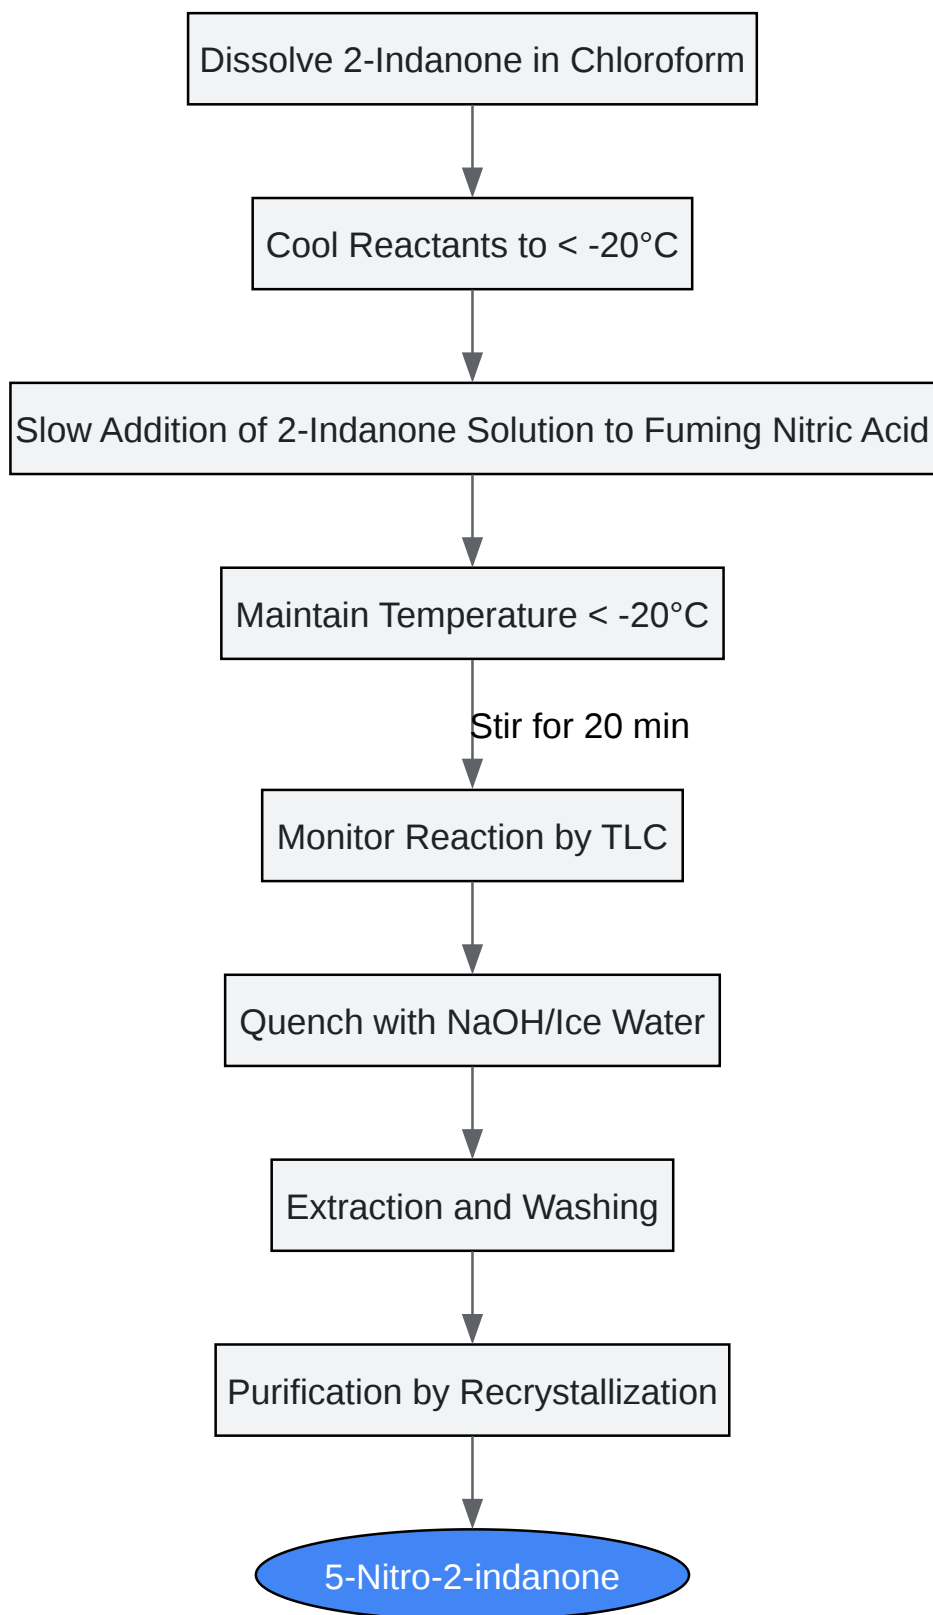 Dissolve 2-Indanone in Chloroform
Cool Reactants to < -20°C
Slow Addition of 2-Indanone Solution to Fuming Nitric Acid
Maintain Temperature < -20°C
Stir for 20 min
Monitor Reaction by TLC
Quench with NaOH/Ice Water
Extraction and Washing
Purification by Recrystallization
5-Nitro-2-indanone